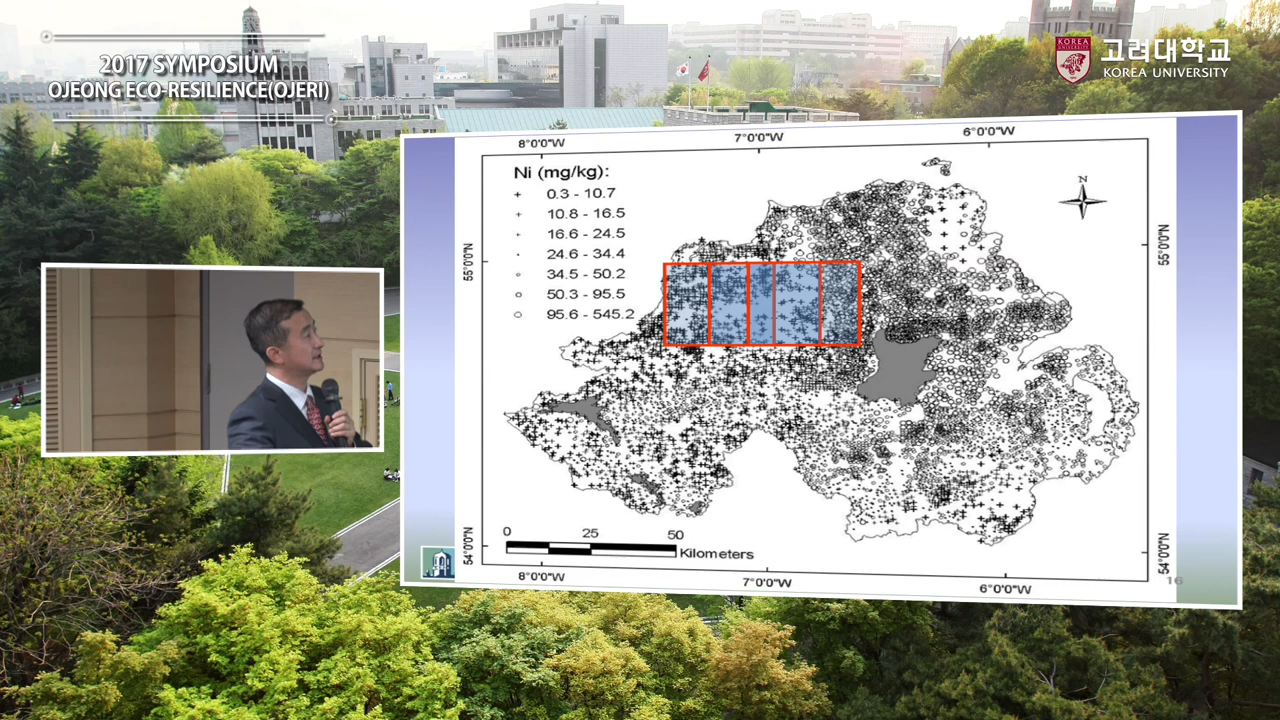 2017 SYMPOSIUM
OJEONG ECO-RESILIENCE(OJERI)
KOREA
UNIVERSITY
고려대학교
KOREA UNIVERSITY
8°0'0"W
7°0'0"W
6°0'0"W
Ni (mg/kg):
0.3 - 10.7
10.8 - 16.5
16.6 - 24.5
24.6 - 34.4
34.5 - 50.2
50.3 - 95.5
95.6 - 545.2
N
55°0'0"N
55°0'0"N
0 25 50
Kilometers
54°0'0"N
54°0'0"N
8°0'0"W
7°0'0"W
6°0'0"W
16